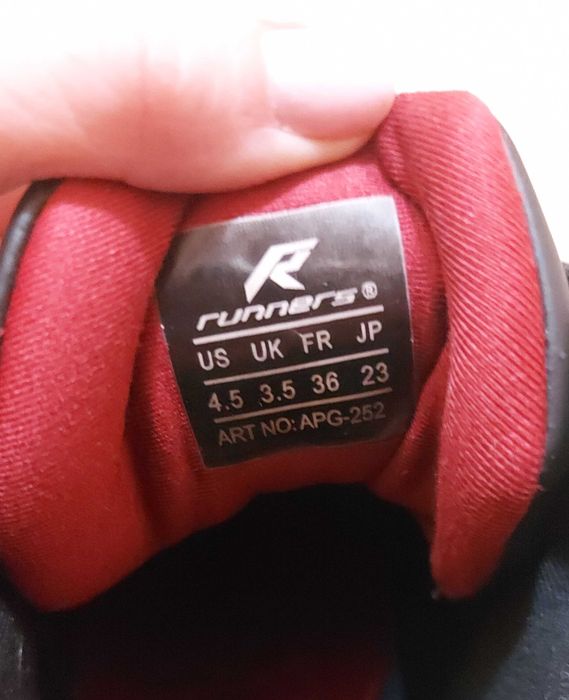 R
runners®
US UK FR JP
4.5 3.5 36 23
ART NO: APG-252